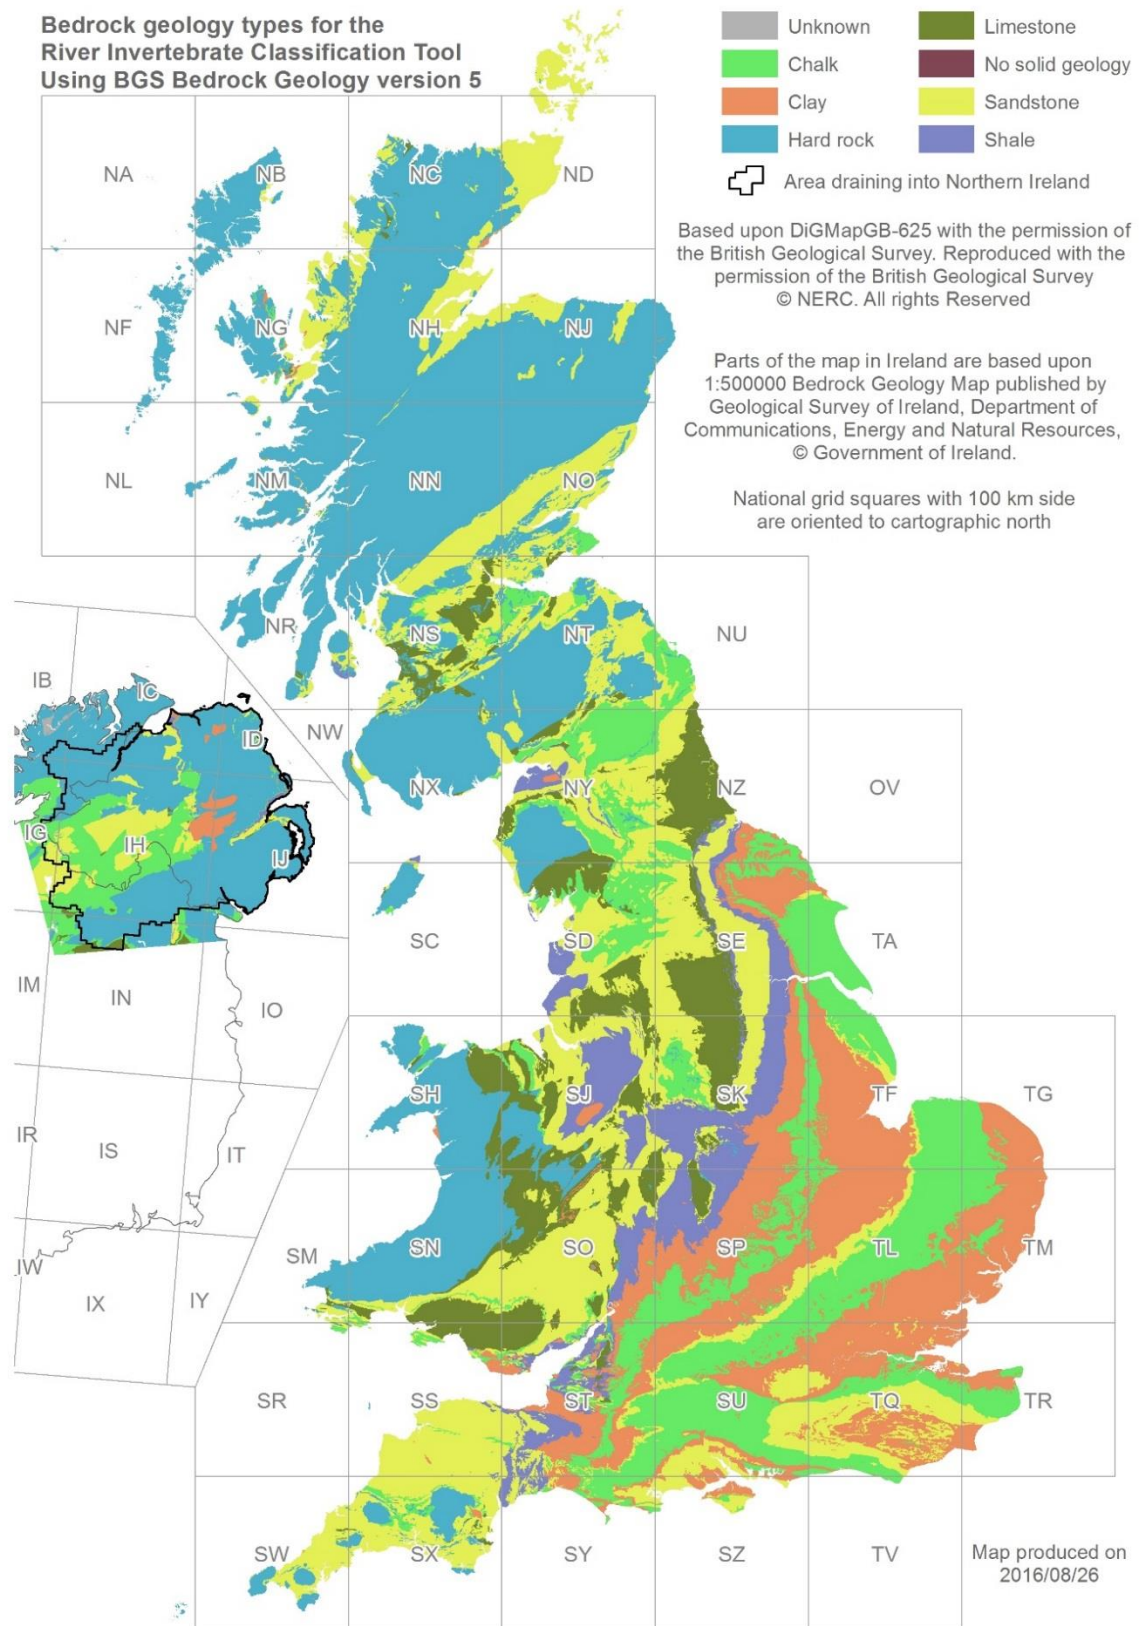 Bedrock geology types for the
River Invertebrate Classification Tool
Using BGS Bedrock Geology version 5
Unknown
Chalk
Clay
Hard rock
Limestone
No solid geology
Sandstone
Shale
Area draining into Northern Ireland
Based upon DiGMapGB-625 with the permission of
the British Geological Survey. Reproduced with the
permission of the British Geological Survey
© NERC. All rights Reserved
Parts of the map in Ireland are based upon
1:500000 Bedrock Geology Map published by
Geological Survey of Ireland, Department of
Communications, Energy and Natural Resources,
© Government of Ireland.
National grid squares with 100 km side
are oriented to cartographic north
NA
NB
NC
ND
NF
NG
NH
NJ
NL
NM
NN
NO
NR
NS
NT
NU
IB
IC
ID
NW
NX
NY
NZ
OV
IG
IH
IJ
SC
SD
SE
TA
IM
IN
IO
SH
SJ
SK
TF
TG
IR
IS
IT
SM
SN
SO
SP
TL
TM
IW
IX
IY
SR
SS
ST
SU
TQ
TR
SW
SX
SY
SZ
TV
Map produced on
2016/08/26